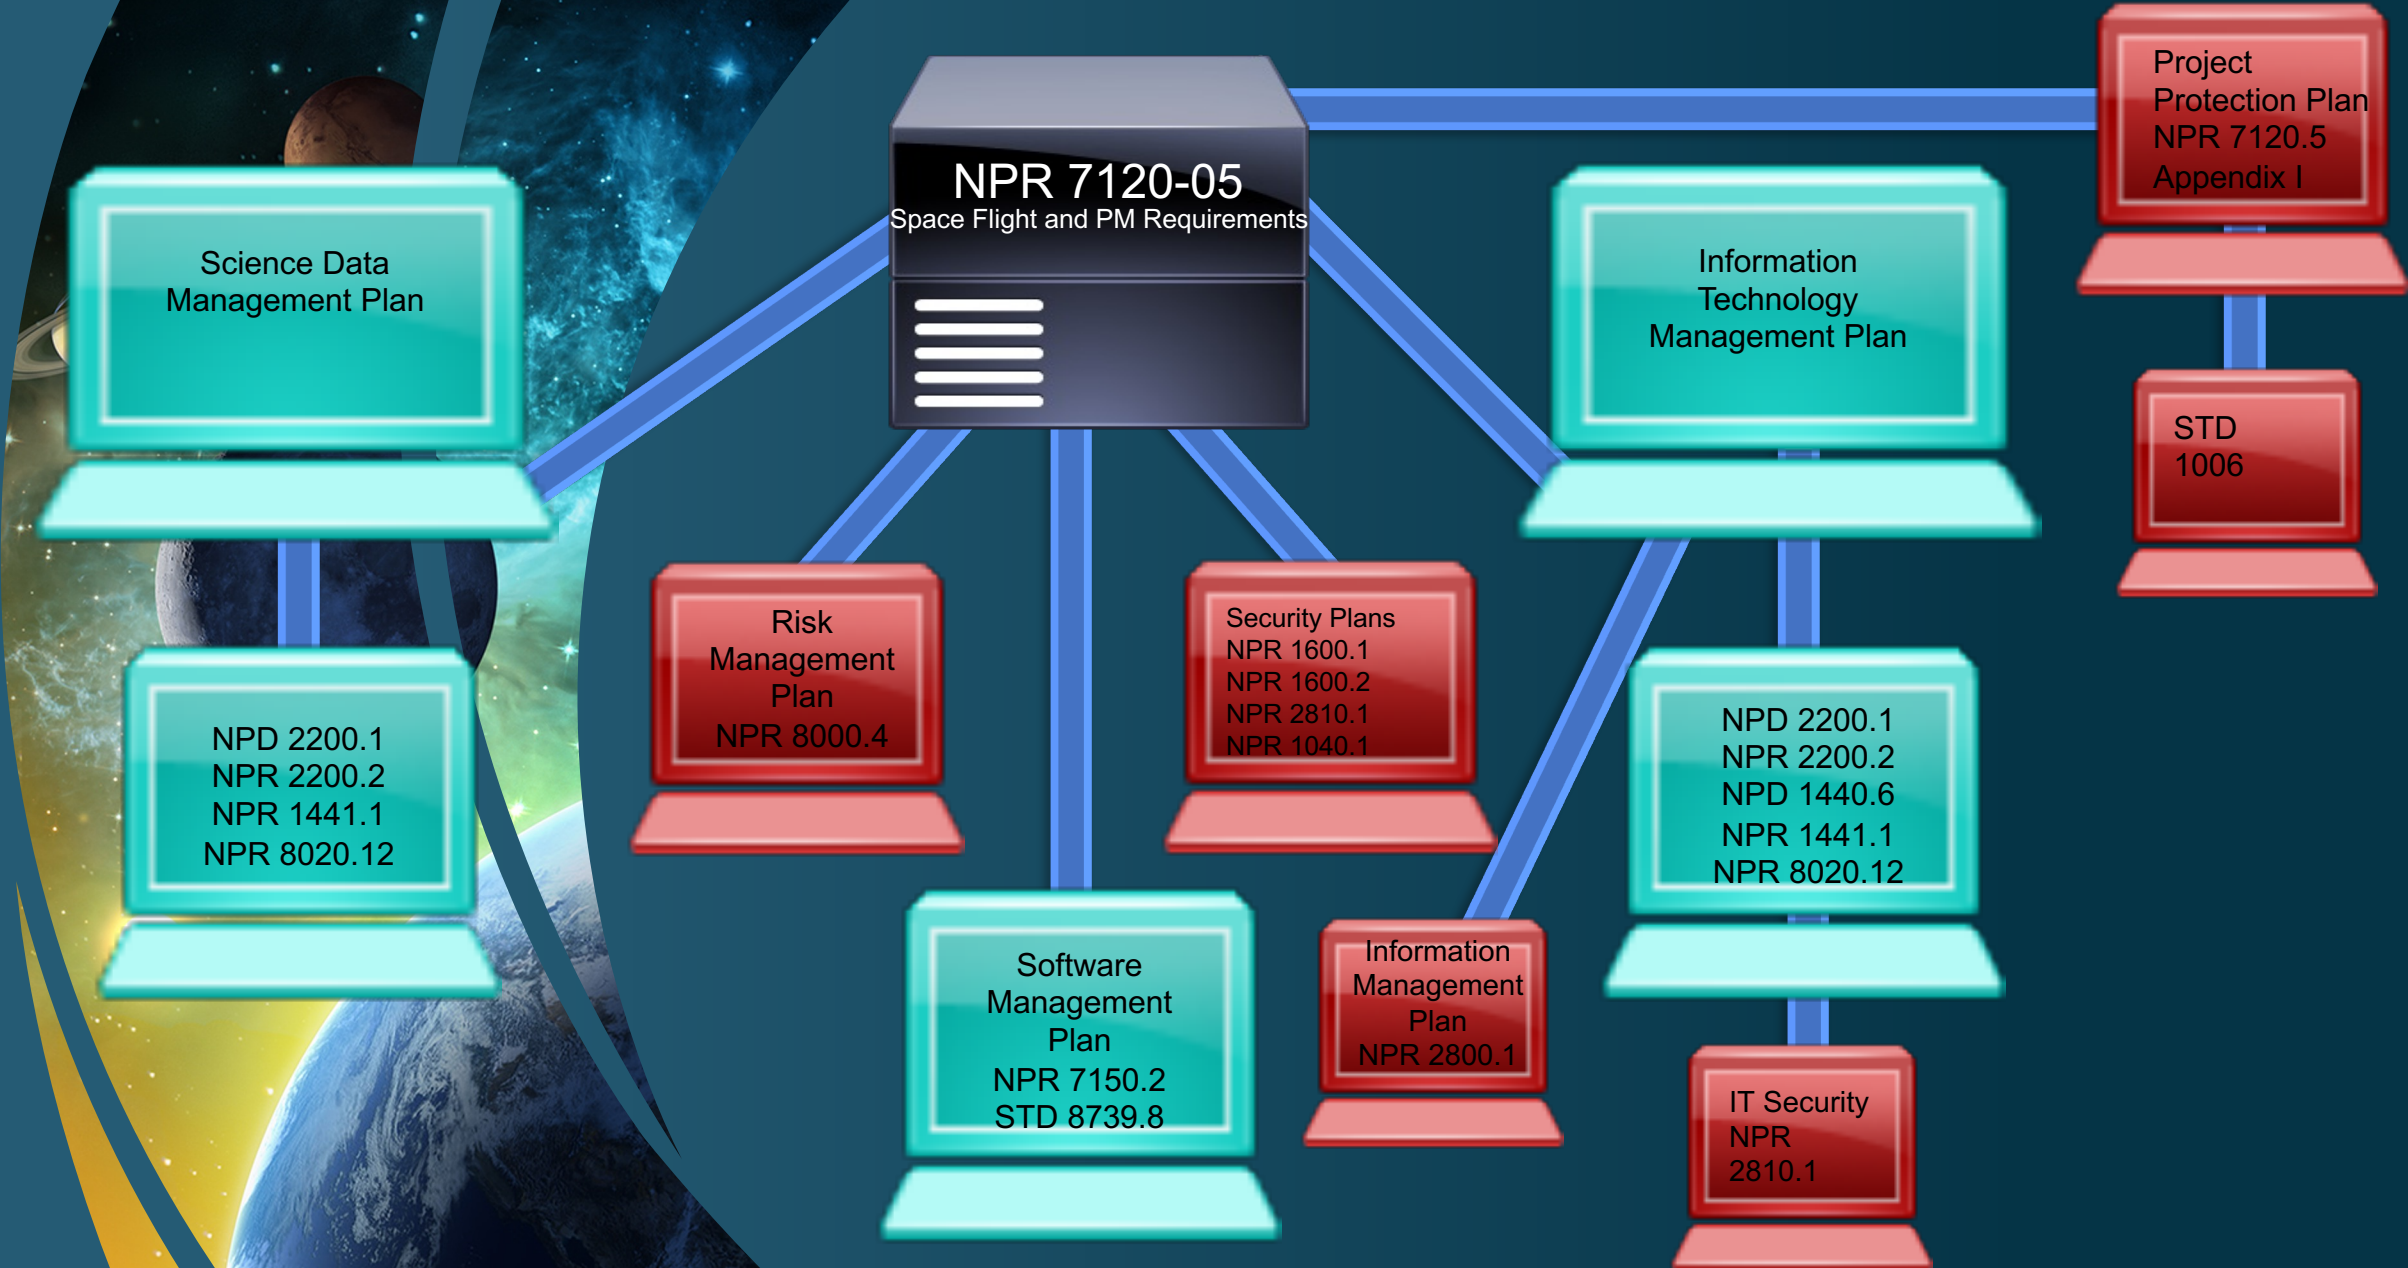 Project
Protection Plan
NPR 7120.5
Appendix I
NPR 7120-05
Space Flight and PM Requirements
Science Data
Management Plan
Information
Technology
Management Plan
STD
1006
Risk
Management
Plan
NPR 8000.4
Security Plans
NPR 1600.1
NPR 1600.2
NPR 2810.1
NPR 1040.1
NPD 2200.1
NPR 2200.2
NPR 1441.1
NPR 8020.12
NPD 2200.1
NPR 2200.2
NPD 1440.6
NPR 1441.1
NPR 8020.12
Software
Management
Plan
NPR 7150.2
STD 8739.8
Information
Management
Plan
NPR 2800.1
IT Security
NPR
2810.1